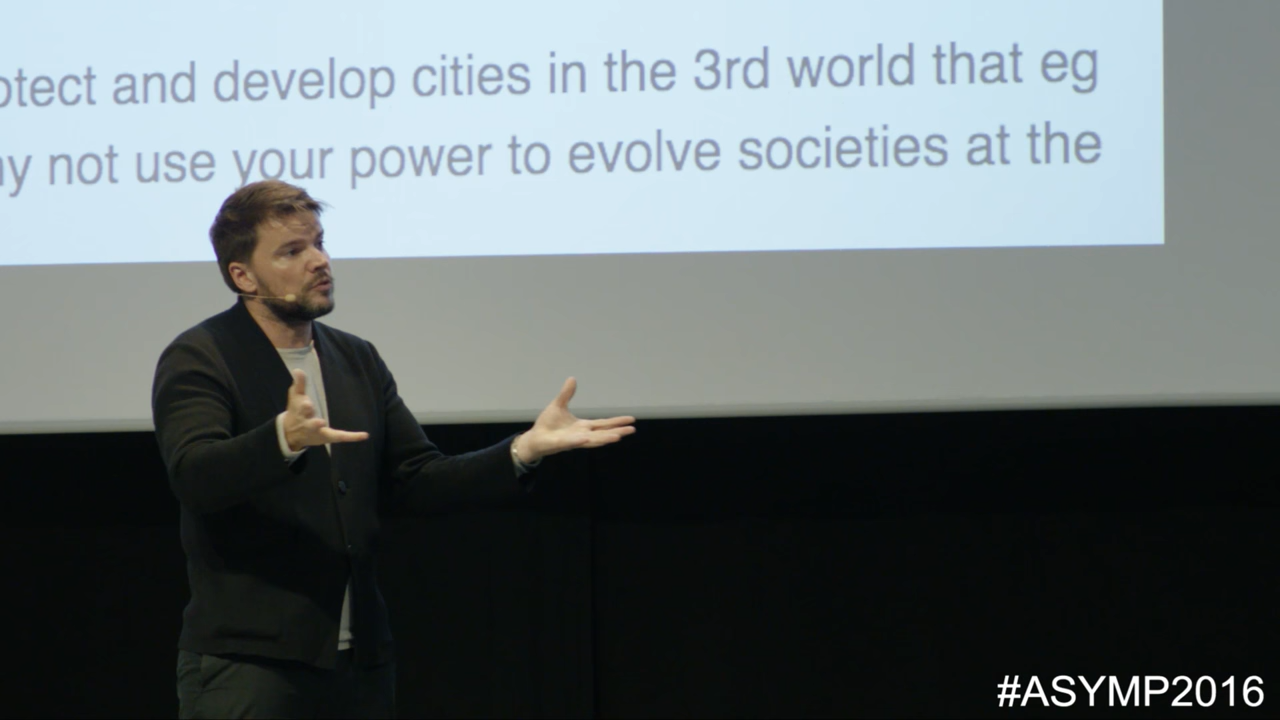 otect and develop cities in the 3rd world that eg
y not use your power to evolve societies at the
#ASYMP2016